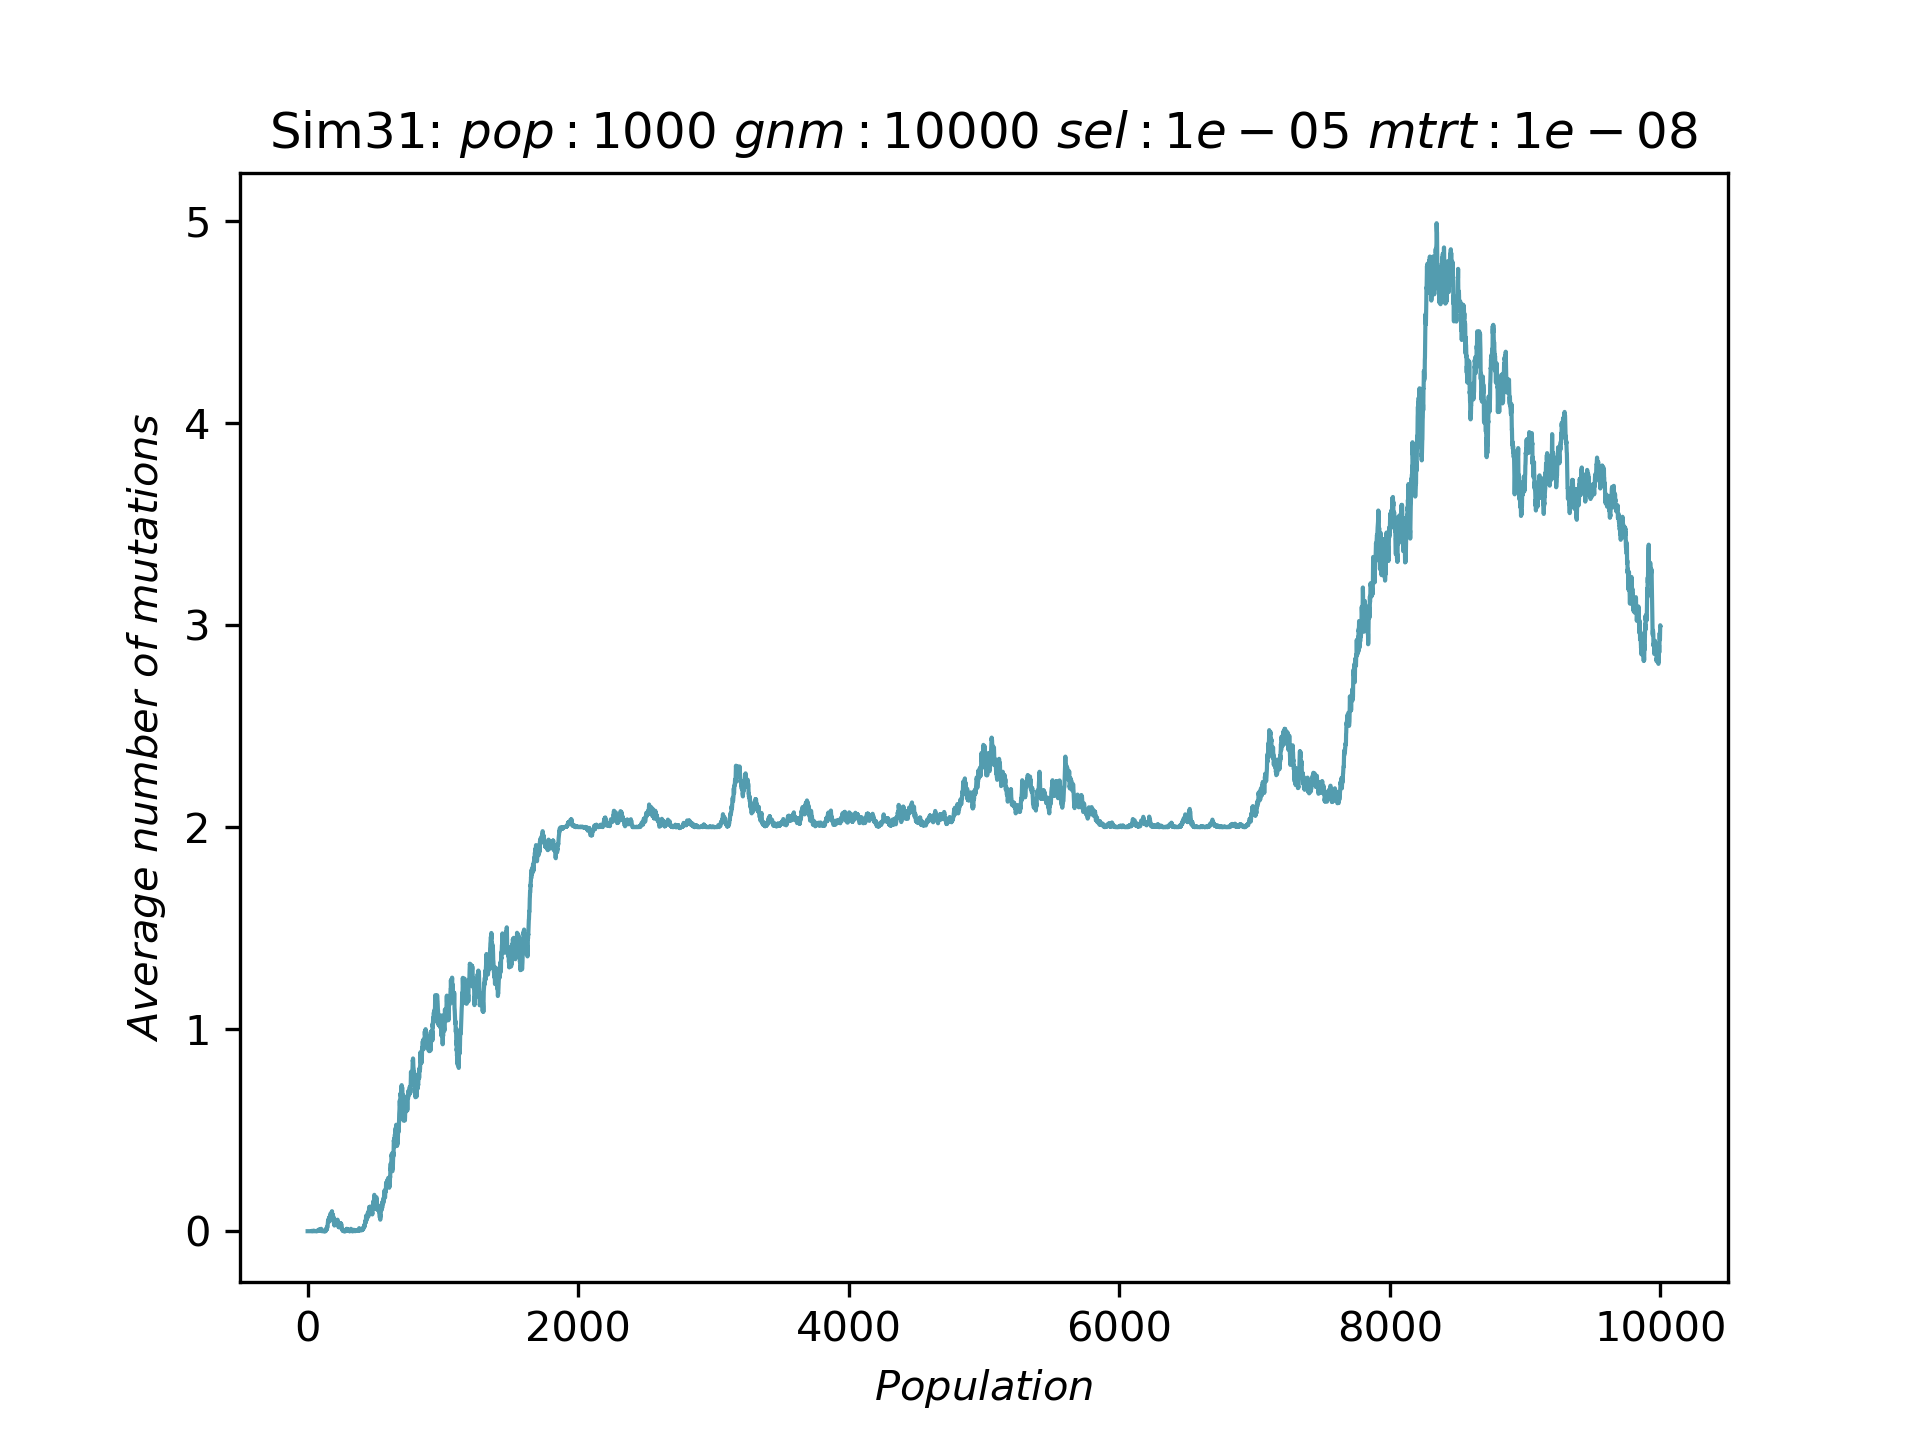 Sim31: pop : 1000 gnm : 10000 sel : 1e − 05 mtrt : 1e − 08
5
4
3
2
1
0
Average number of mutations
0 2000 4000 6000 8000 10000
Population